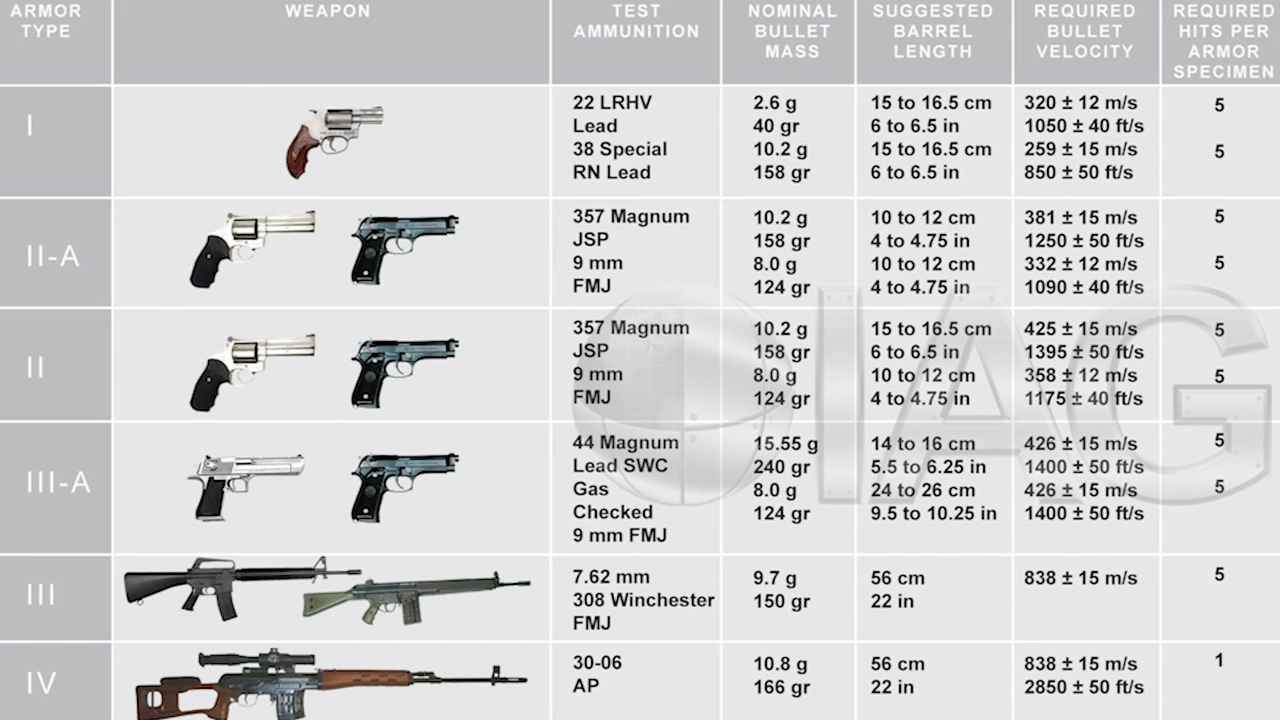 ARMOR TYPE	WEAPON	TEST AMMUNITION	NOMINAL BULLET MASS	SUGGESTED BARREL LENGTH	REQUIRED BULLET VELOCITY	REQUIRED HITS PER ARMOR SPECIMEN
I
22 LRHV	2.6 g	15 to 16.5 cm	320 ± 12 m/s	5
Lead	40 gr	6 to 6.5 in	1050 ± 40 ft/s
38 Special	10.2 g	15 to 16.5 cm	259 ± 15 m/s	5
RN Lead	158 gr	6 to 6.5 in	850 ± 50 ft/s
II-A
357 Magnum	10.2 g	10 to 12 cm	381 ± 15 m/s	5
JSP	158 gr	4 to 4.75 in	1250 ± 50 ft/s
9 mm	8.0 g	10 to 12 cm	332 ± 12 m/s	5
FMJ	124 gr	4 to 4.75 in	1090 ± 40 ft/s
II
357 Magnum	10.2 g	15 to 16.5 cm	425 ± 15 m/s	5
JSP	158 gr	6 to 6.5 in	1395 ± 50 ft/s
9 mm	8.0 g	10 to 12 cm	358 ± 12 m/s	5
FMJ	124 gr	4 to 4.75 in	1175 ± 40 ft/s
III-A
44 Magnum	15.55 g	14 to 16 cm	426 ± 15 m/s	5
Lead SWC	240 gr	5.5 to 6.25 in	1400 ± 50 ft/s
Gas	8.0 g	24 to 26 cm	426 ± 15 m/s	5
Checked	124 gr	9.5 to 10.25 in	1400 ± 50 ft/s
9 mm FMJ
III
7.62 mm	9.7 g	56 cm	838 ± 15 m/s	5
308 Winchester	150 gr	22 in
FMJ
IV
30-06	10.8 g	56 cm	838 ± 15 m/s	1
AP	166 gr	22 in	2850 ± 50 ft/s
IAG